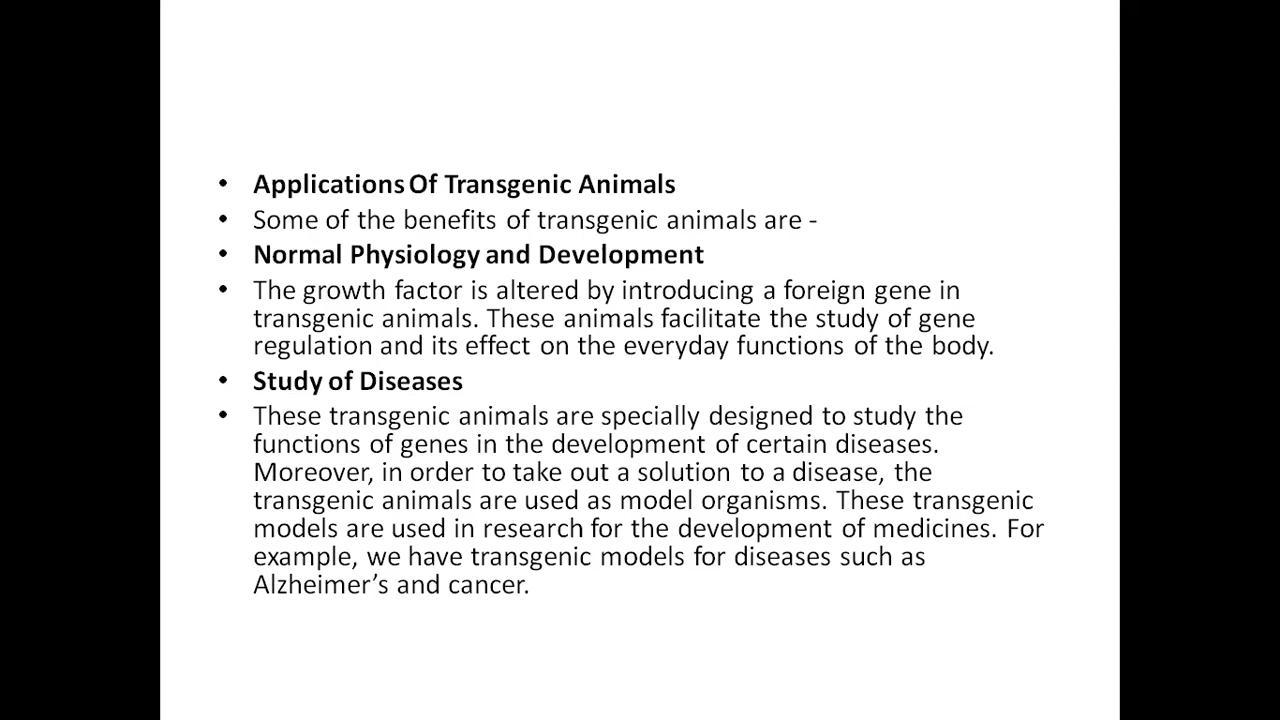 • Applications Of Transgenic Animals
• Some of the benefits of transgenic animals are -
• Normal Physiology and Development
• The growth factor is altered by introducing a foreign gene in
transgenic animals. These animals facilitate the study of gene
regulation and its effect on the everyday functions of the body.
• Study of Diseases
• These transgenic animals are specially designed to study the
functions of genes in the development of certain diseases.
Moreover, in order to take out a solution to a disease, the
transgenic animals are used as model organisms. These transgenic
models are used in research for the development of medicines. For
example, we have transgenic models for diseases such as
Alzheimer’s and cancer.